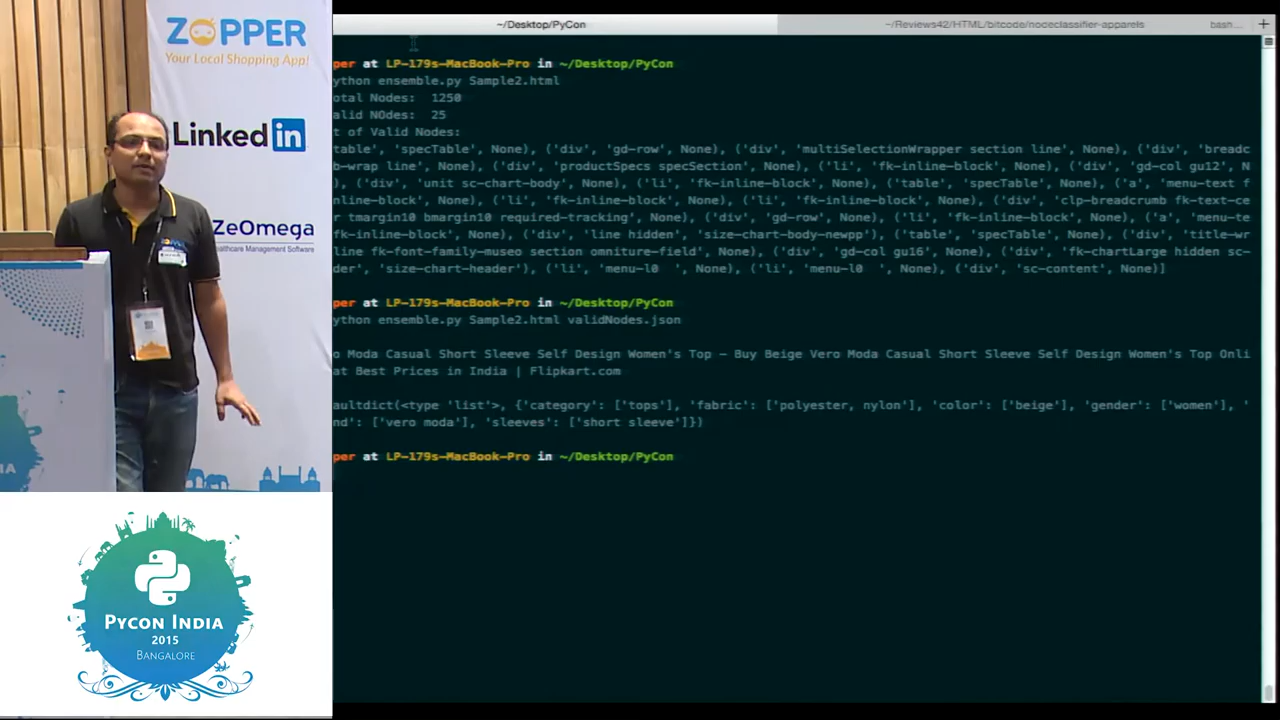 ZOPPER
Your Local Shopping App!
Linked in
ZeOmega
Healthcare Management Software
PYCON INDIA
2015
BANGALORE
~/Desktop/PyCon
~/Reviews42/HTML/bitcode/nodeclassifier-apparels
bash...
per at LP-179s-MacBook-Pro in ~/Desktop/PyCon
ython ensemble.py Sample2.html
otal Nodes: 1250
alid NOdes: 25
t of Valid Nodes:
table', 'specTable', None), ('div', 'gd-row', None), ('div', 'multiSelectionWrapper section line', None), ('div', 'breadc
b-wrap line', None), ('div', 'productSpecs specSection', None), ('li', 'fk-inline-block', None), ('div', 'gd-col gu12', N
), ('div', 'unit sc-chart-body', None), ('li', 'fk-inline-block', None), ('table', 'specTable', None), ('a', 'menu-text f
line', None), ('li', 'fk-inline-block', None), ('li', 'fk-inline-block', None), ('div', 'clp-breadcrumb fk-text-ce
r tmargin10 bmargin10 required-tracking', None), ('div', 'gd-row', None), ('li', 'fk-inline-block', None), ('a', 'menu-te
fk-inline-block', None), ('div', 'line hidden', 'size-chart-body-newpp'), ('table', 'specTable', None), ('div', 'title-wr
line fk-font-family-museo section omniture-field', None), ('div', 'gd-col gu16', None), ('div', 'fk-chartLarge hidden sc-
der', 'size-chart-header'), ('li', 'menu-l0  ', None), ('li', 'menu-l0  ', None), ('div', 'sc-content', None)]
per at LP-179s-MacBook-Pro in ~/Desktop/PyCon
ython ensemble.py Sample2.html validNodes.json
o Moda Casual Short Sleeve Self Design Women's Top - Buy Beige Vero Moda Casual Short Sleeve Self Design Women's Top Onli
at Best Prices in India | Flipkart.com
aultdict(<type 'list'>, {'category': ['tops'], 'fabric': ['polyester, nylon'], 'color': ['beige'], 'gender': ['women'], '
nd': ['vero moda'], 'sleeves': ['short sleeve']})
per at LP-179s-MacBook-Pro in ~/Desktop/PyCon